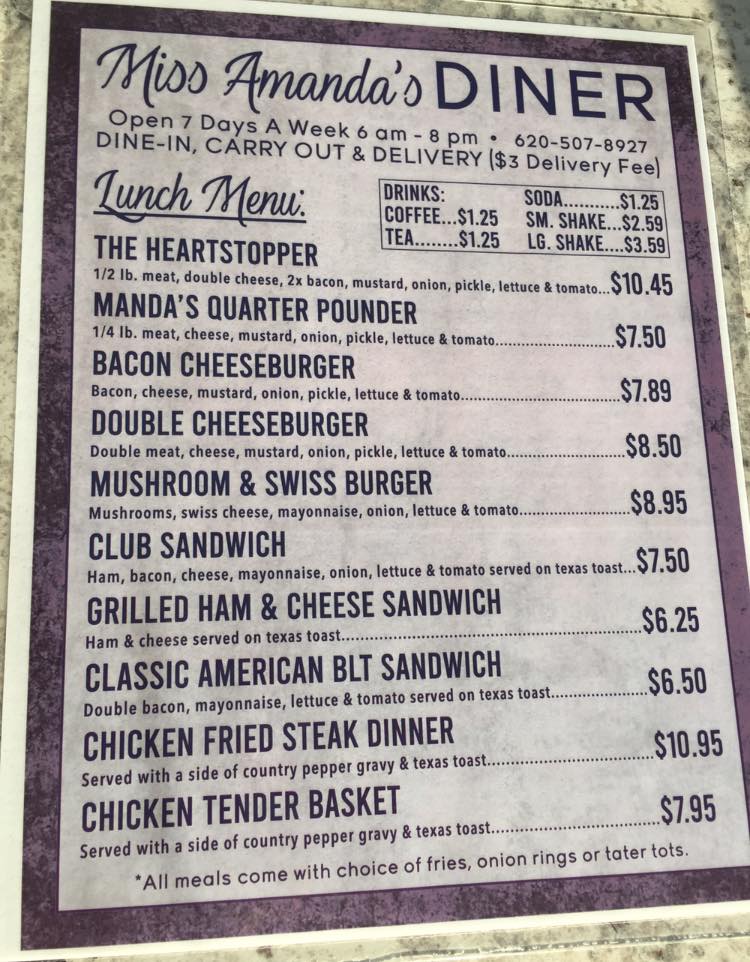 Miss Amanda's DINER
Open 7 Days A Week 6 am - 8 pm • 620-507-8927
DINE-IN, CARRY OUT & DELIVERY ($3 Delivery Fee)
Lunch Menu:
DRINKS:
COFFEE...$1.25
TEA........$1.25
SODA..........$1.25
SM. SHAKE...$2.59
LG. SHAKE....$3.59
THE HEARTSTOPPER
1/2 lb. meat, double cheese, 2x bacon, mustard, onion, pickle, lettuce & tomato...$10.45
MANDA'S QUARTER POUNDER
1/4 lb. meat, cheese, mustard, onion, pickle, lettuce & tomato..............................$7.50
BACON CHEESEBURGER
Bacon, cheese, mustard, onion, pickle, lettuce & tomato.......................................$7.89
DOUBLE CHEESEBURGER
Double meat, cheese, mustard, onion, pickle, lettuce & tomato.............................$8.50
MUSHROOM & SWISS BURGER
Mushrooms, swiss cheese, mayonnaise, onion, lettuce & tomato...........................$8.95
CLUB SANDWICH
Ham, bacon, cheese, mayonnaise, onion, lettuce & tomato served on texas toast...$7.50
GRILLED HAM & CHEESE SANDWICH
Ham & cheese served on texas toast....................................................................$6.25
CLASSIC AMERICAN BLT SANDWICH
Double bacon, mayonnaise, lettuce & tomato served on texas toast......................$6.50
CHICKEN FRIED STEAK DINNER
Served with a side of country pepper gravy & texas toast......................................$10.95
CHICKEN TENDER BASKET
Served with a side of country pepper gravy & texas toast.......................................$7.95
*All meals come with choice of fries, onion rings or tater tots.